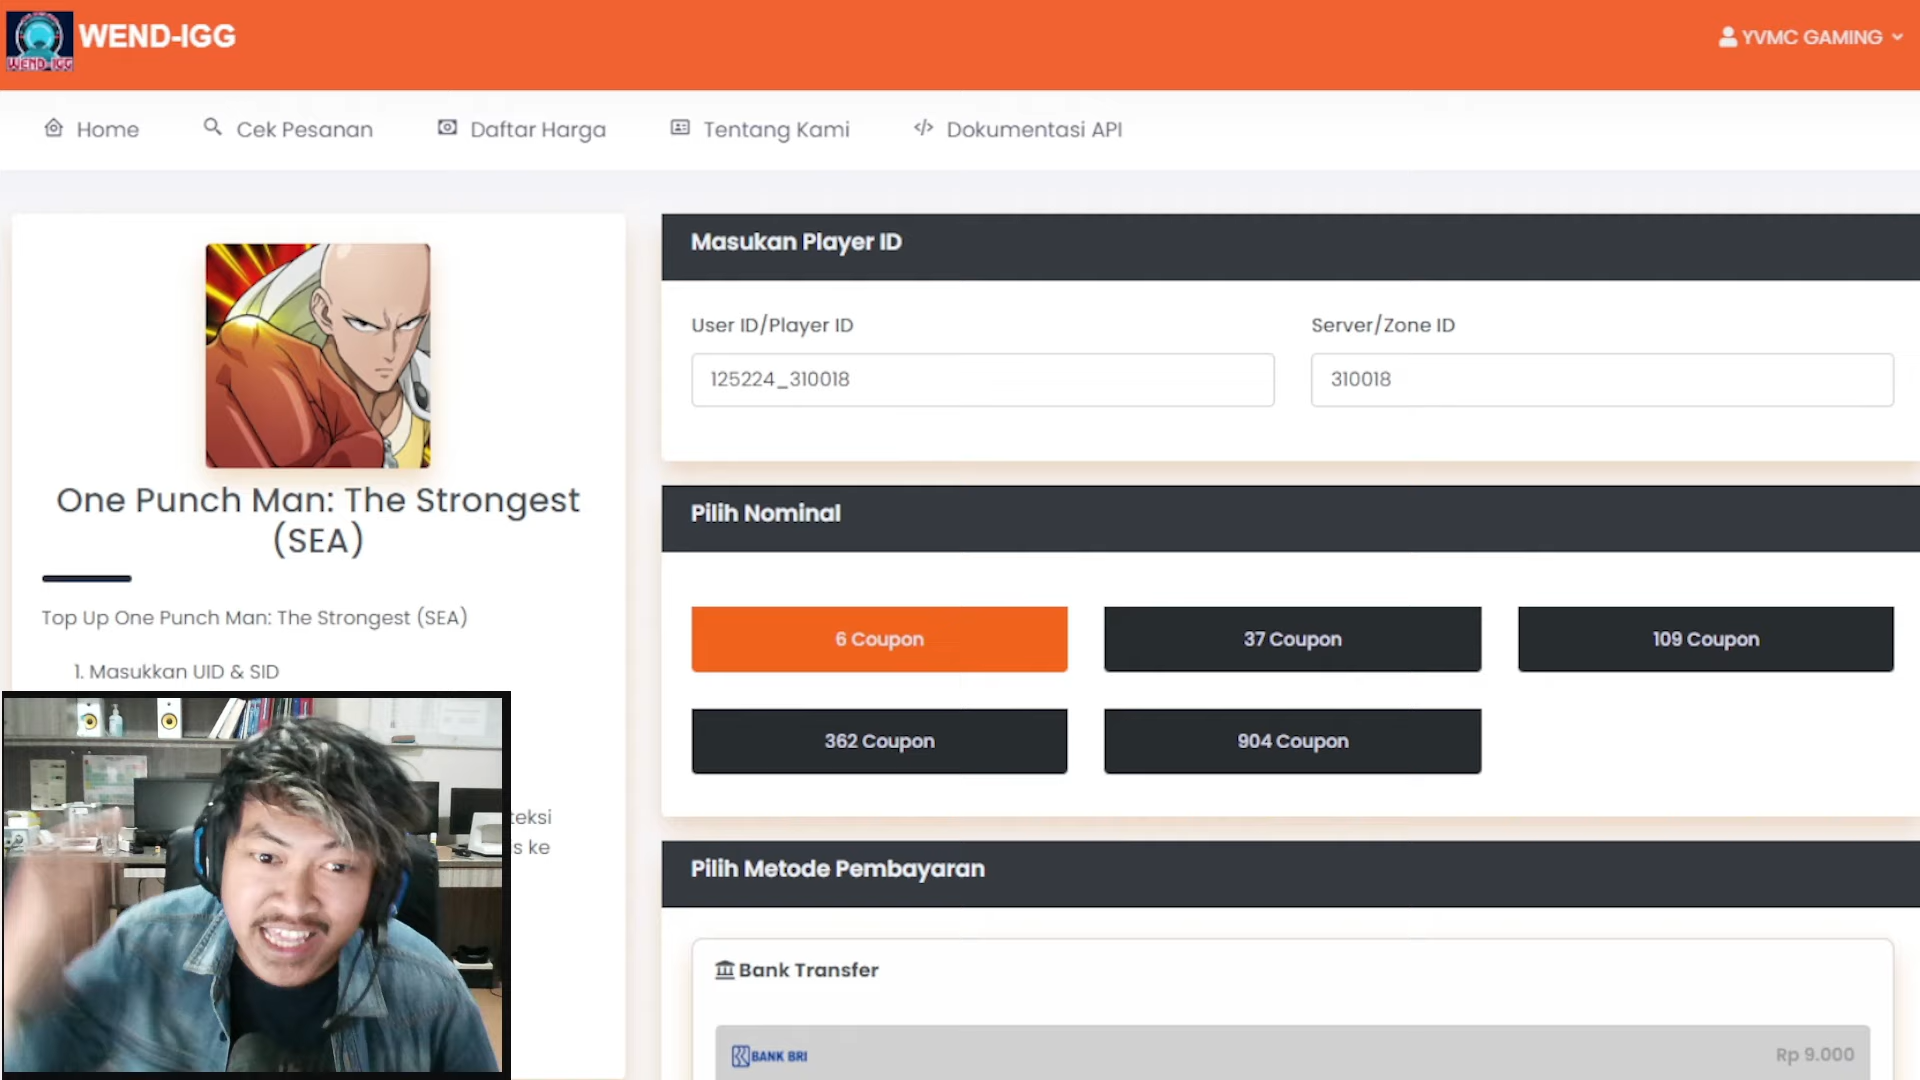 WEND-IGG
WEND-IGG
YVMC GAMING
Home
Cek Pesanan
Daftar Harga
Tentang Kami
Dokumentasi API
One Punch Man: The Strongest
(SEA)
Top Up One Punch Man: The Strongest (SEA)
1. Masukkan UID & SID
teksi
s ke
Masukan Player ID
User ID/Player ID
Server/Zone ID
125224_310018
310018
Pilih Nominal
6 Coupon
37 Coupon
109 Coupon
362 Coupon
904 Coupon
Pilih Metode Pembayaran
Bank Transfer
BANK BRI
Rp 9.000